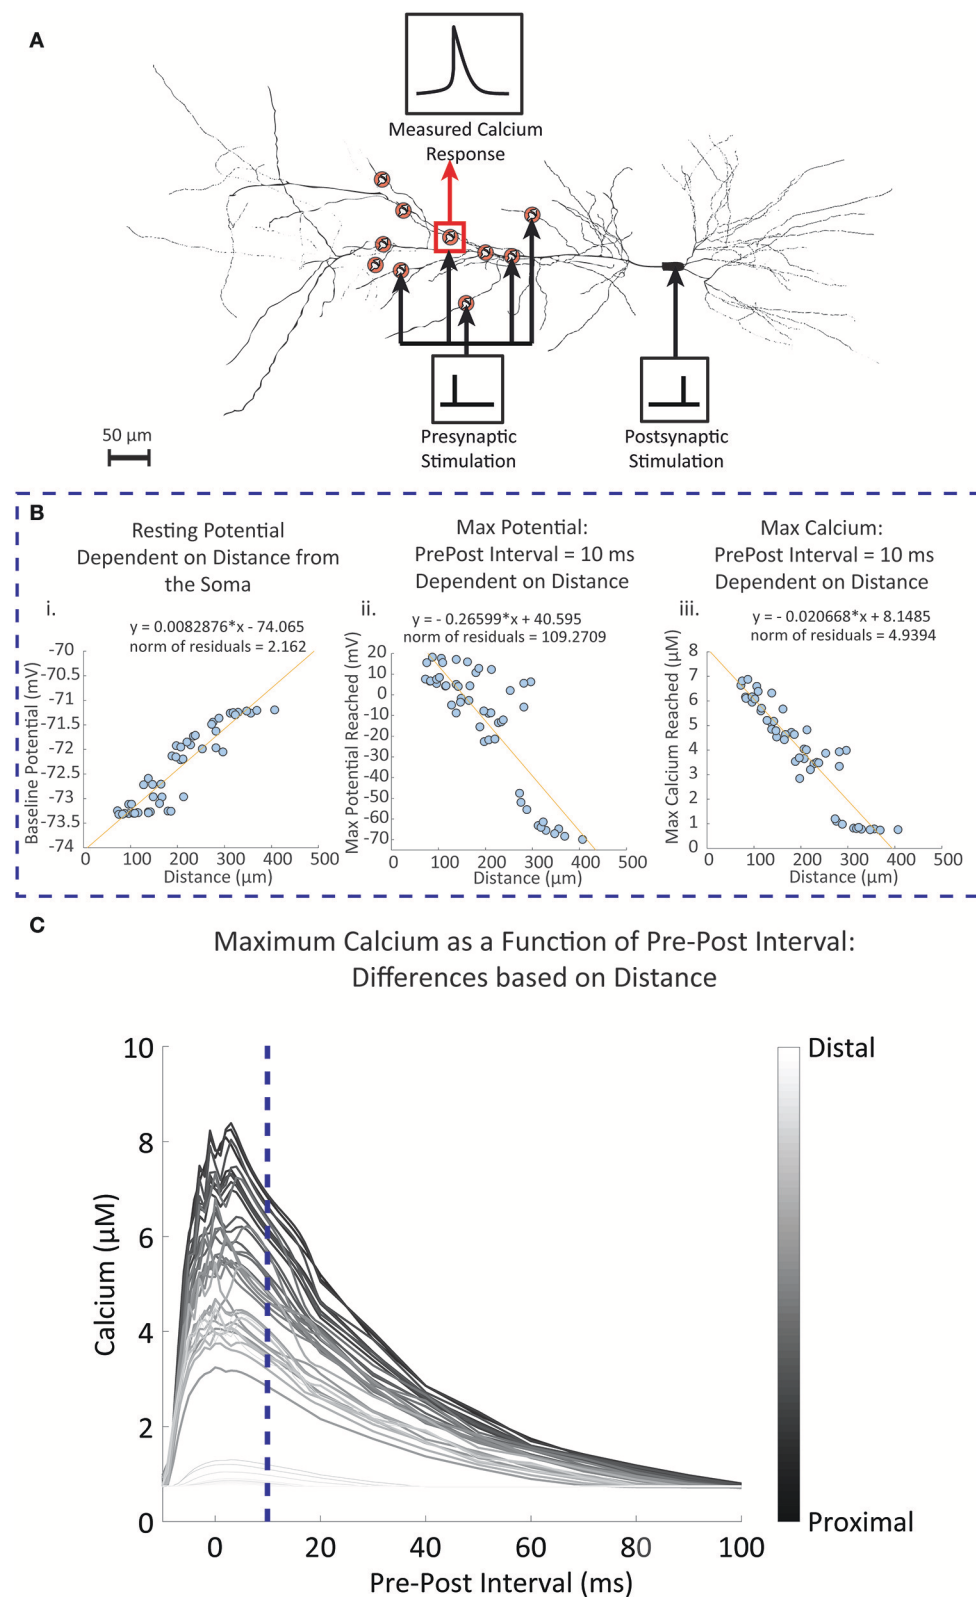 A
Measured Calcium
Response
50 µm
Presynaptic
Stimulation
Postsynaptic
Stimulation
B
Resting Potential
Dependent on Distance from
the Soma
i.
y = 0.0082876*x - 74.065
norm of residuals = 2.162
-70
-70.5
-71
-71.5
-72
-72.5
-73
-73.5
-74
Baseline Potential (mV)
0
100
200
300
400
500
Distance (µm)
Max Potential:
PrePost Interval = 10 ms
Dependent on Distance
ii.
y = - 0.26599*x + 40.595
norm of residuals = 109.2709
20
10
0
-10
-20
-30
-40
-50
-60
-70
Max Potential Reached (mV)
0
100
200
300
400
500
Distance (µm)
Max Calcium:
PrePost Interval = 10 ms
Dependent on Distance
iii.
y = - 0.020668*x + 8.1485
norm of residuals = 4.9394
8
7
6
5
4
3
2
1
0
Max Calcium Reached (µM)
0
100
200
300
400
500
Distance (µm)
C
Maximum Calcium as a Function of Pre-Post Interval:
Differences based on Distance
10
8
6
4
2
0
Calcium (µM)
0
20
40
60
80
100
Pre-Post Interval (ms)
Distal
Proximal